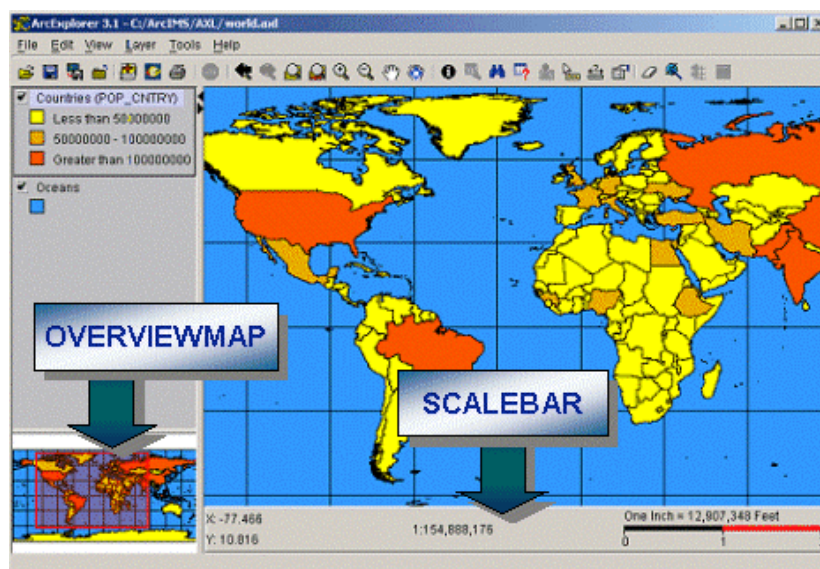 ArcExplorer 3.1 - C:/ArcIMS/AXL/world.axl
File Edit View Layer Tools Help
Countries (POP_CNTRY)
Less than 50000000
50000000 - 100000000
Greater than 100000000
Oceans
OVERVIEWMAP
SCALEBAR
X: -77.466
Y: 10.816
1:154,888,176
One Inch = 12,907,348 Feet
0 1